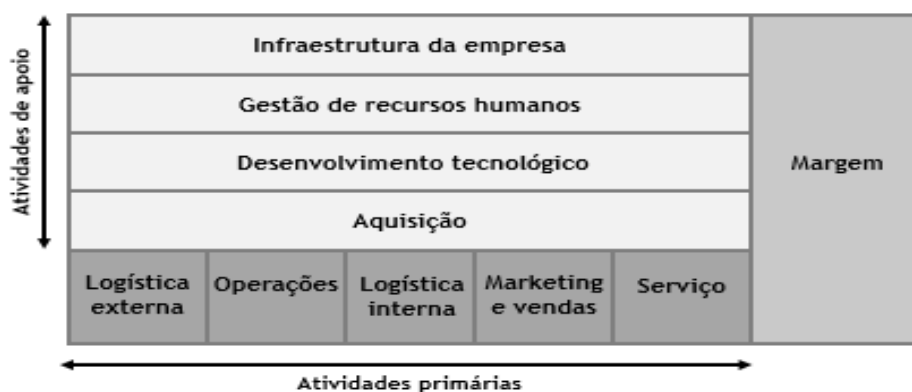 Atividades de apoio
Infraestrutura da empresa
Gestão de recursos humanos
Desenvolvimento tecnológico
Aquisição
Margem
Logística
externa
Operações
Logística
interna
Marketing
e vendas
Serviço
Atividades primárias